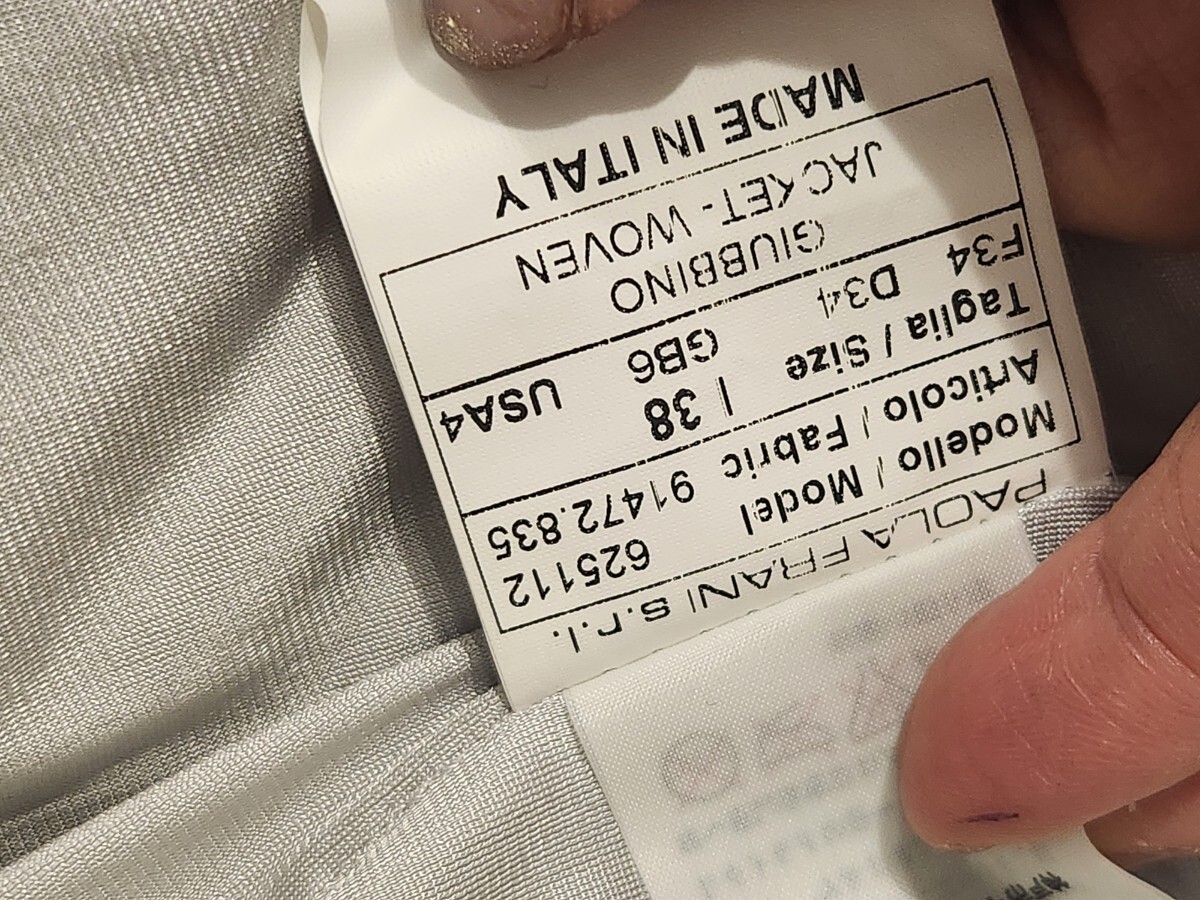 PAOLA FRANI s.r.l.
Modello / Model 625112
Articolo / Fabric 91472.835
Taglia / Size I 38 USA4
F34 D34 GB6
GIUBBINO
JACKET - WOVEN
MADE IN ITALY